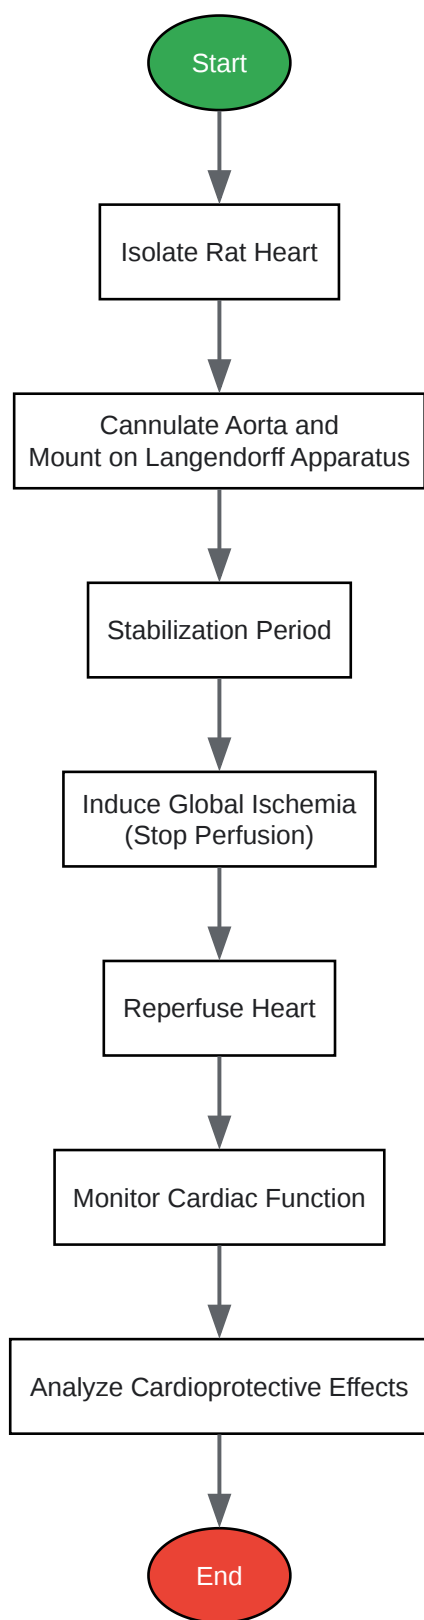 Start
Isolate Rat Heart
Cannulate Aorta and
Mount on Langendorff Apparatus
Stabilization Period
Induce Global Ischemia
(Stop Perfusion)
Reperfuse Heart
Monitor Cardiac Function
Analyze Cardioprotective Effects
End